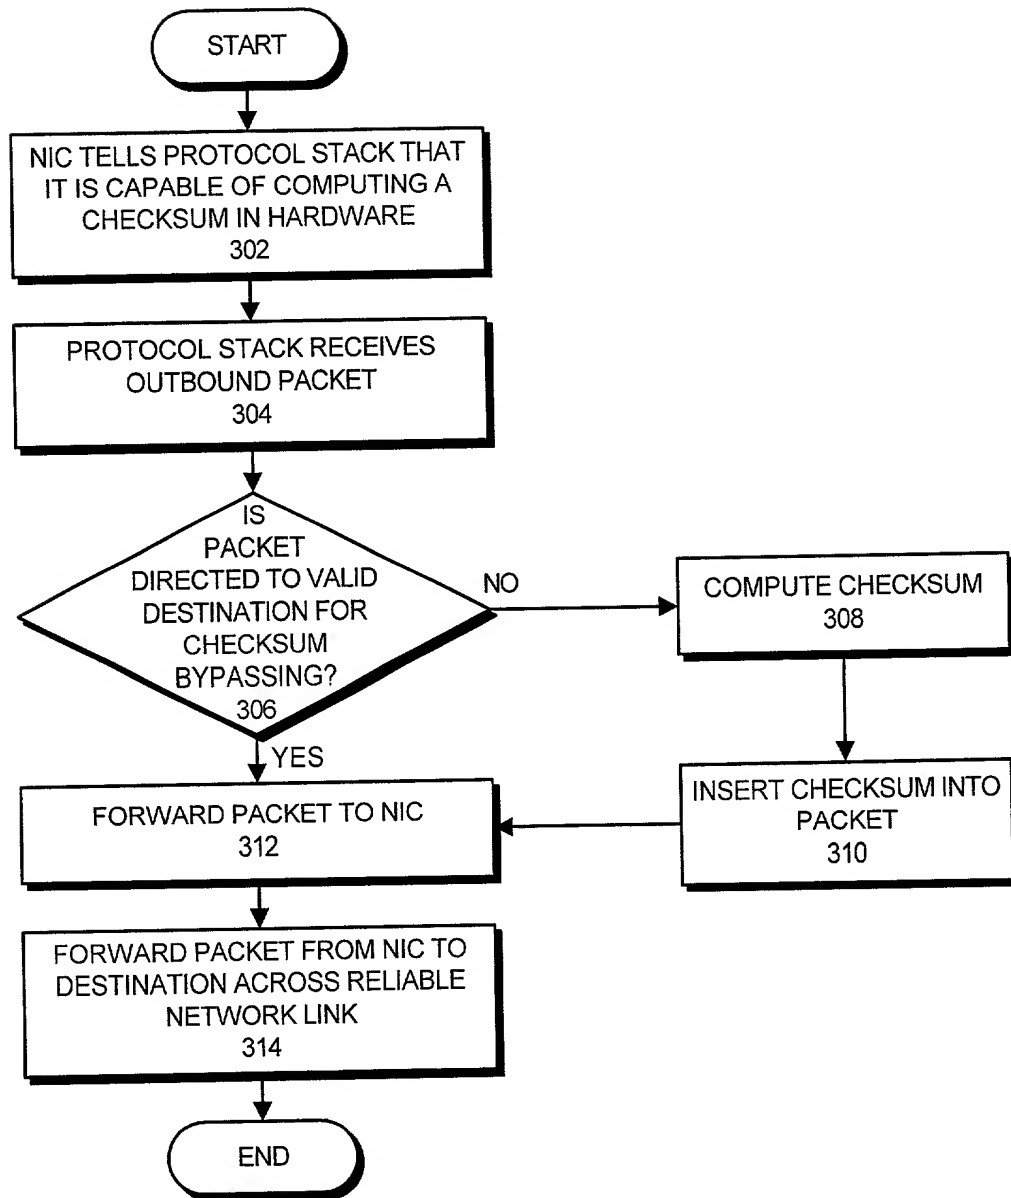 START
NIC TELLS PROTOCOL STACK THAT
IT IS CAPABLE OF COMPUTING A
CHECKSUM IN HARDWARE
302
PROTOCOL STACK RECEIVES
OUTBOUND PACKET
304
IS
PACKET
DIRECTED TO VALID
DESTINATION FOR
CHECKSUM
BYPASSING?
306
NO
COMPUTE CHECKSUM
308
YES
INSERT CHECKSUM INTO
PACKET
310
FORWARD PACKET TO NIC
312
FORWARD PACKET FROM NIC TO
DESTINATION ACROSS RELIABLE
NETWORK LINK
314
END